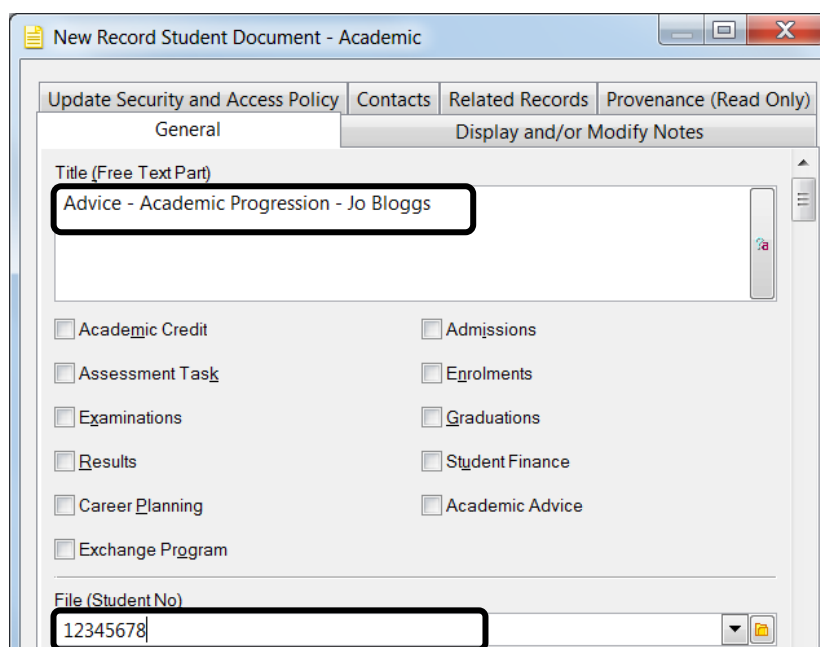 New Record Student Document - Academic
Update Security and Access Policy Contacts Related Records Provenance (Read Only)
General Display and/or Modify Notes
Title (Free Text Part)
Advice - Academic Progression - Jo Bloggs
?a
Academic Credit Admissions
Assessment Task Enrolments
Examinations Graduations
Results Student Finance
Career Planning Academic Advice
Exchange Program
File (Student No)
12345678